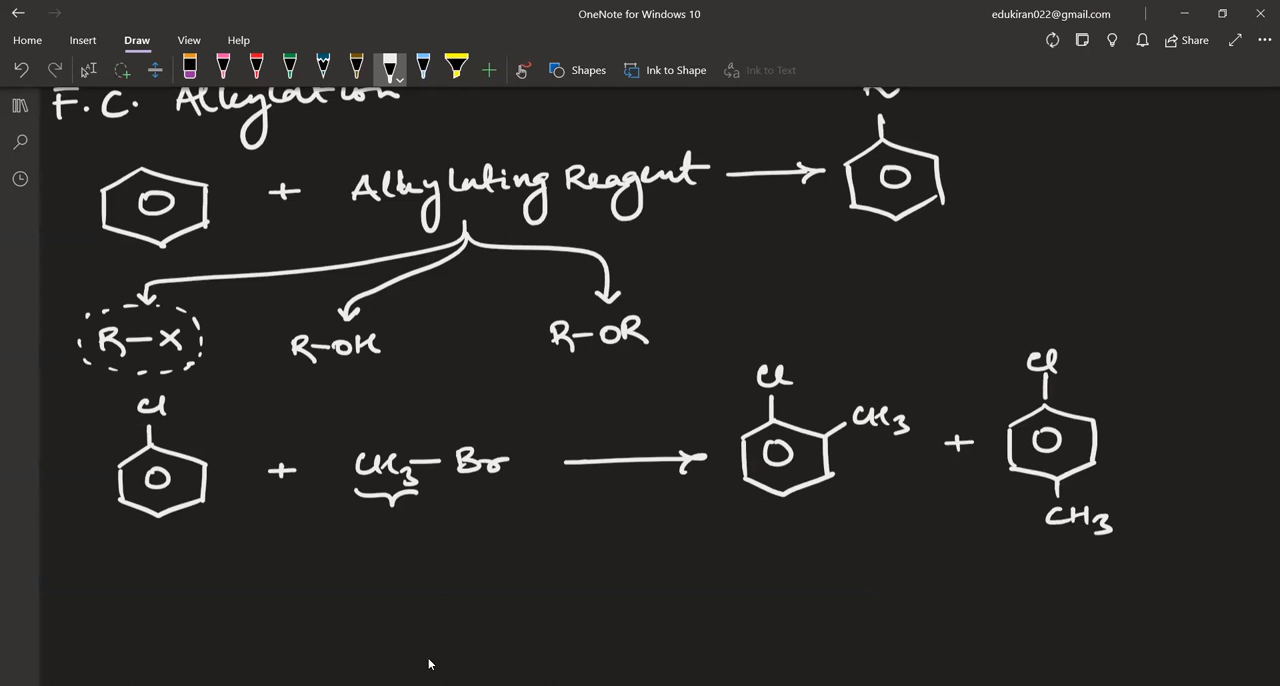 OneNote for Windows 10
edukiran022@gmail.com
Home Insert Draw View Help
Share
Shapes Ink to Shape Ink to Text
F.C. Alkylation
R
+ Alkylating Reagent
R-X R-OH R-OR
Cl Cl Cl
CH3
+ CH3-Br +
CH3